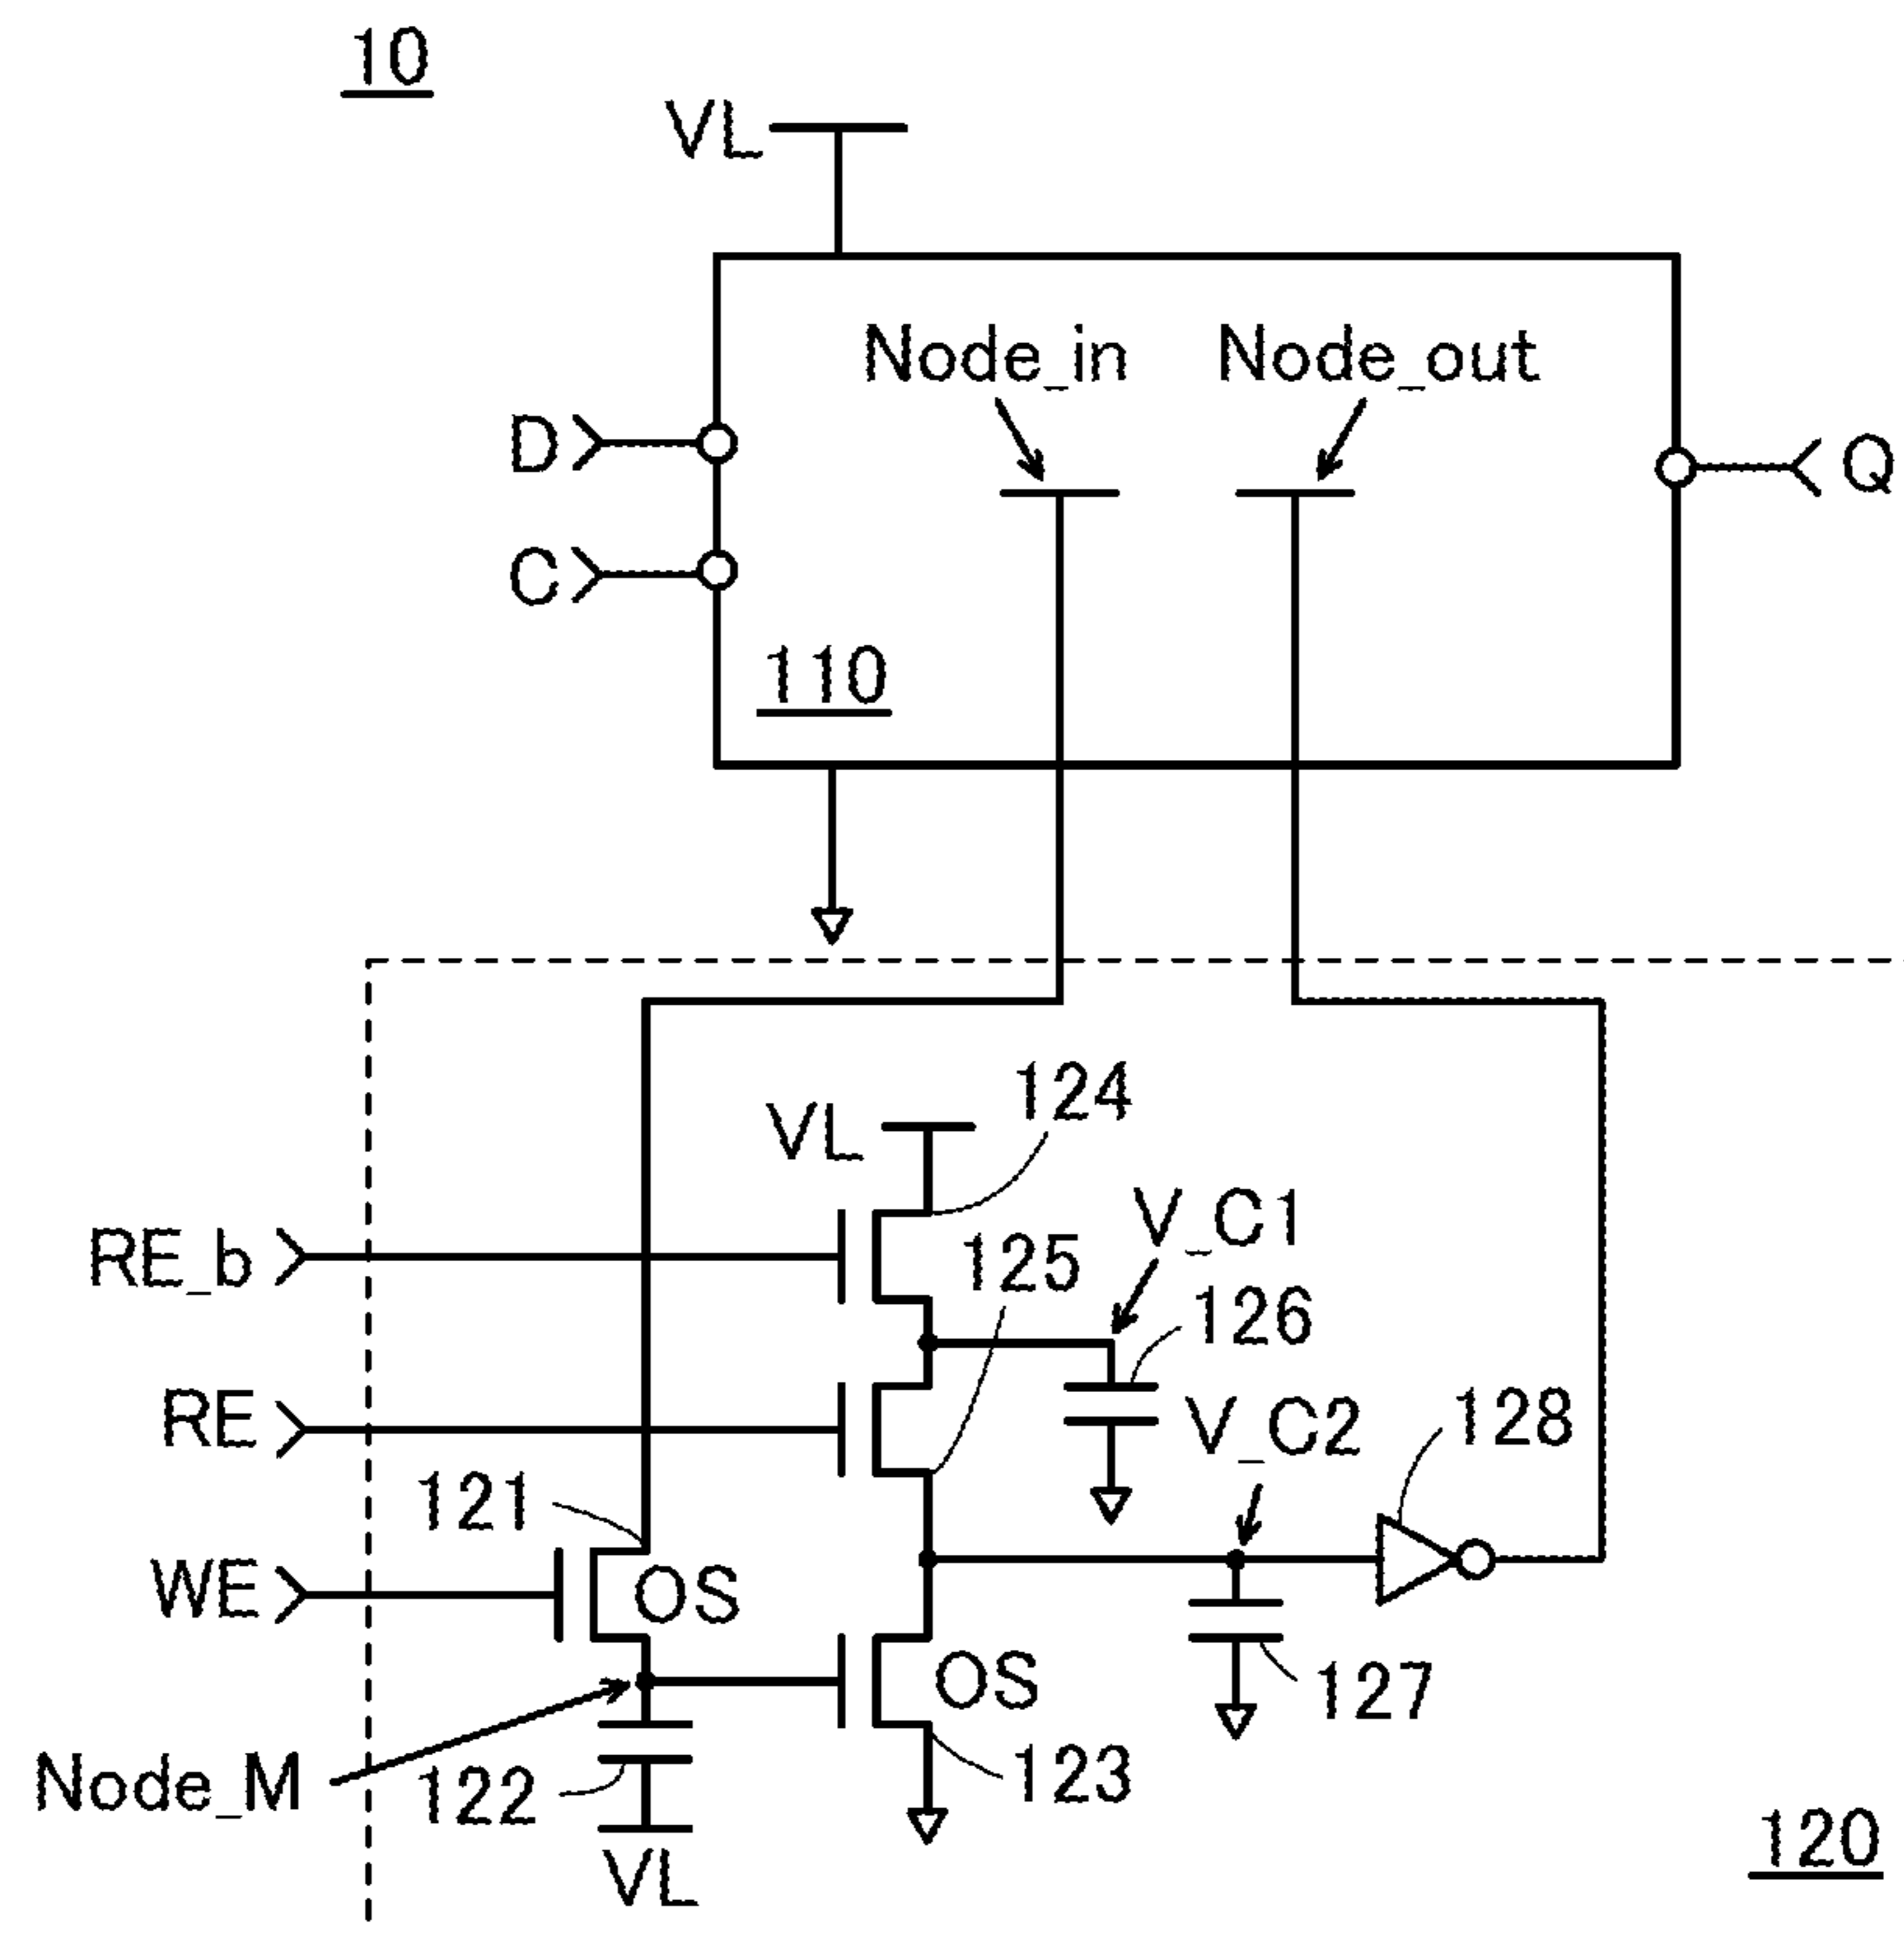 10
VL
Node_in
Node_out
D
Q
C
110
124
VL
V_C1
RE_b
125
126
RE
V_C2
128
121
WE
OS
OS
127
Node_M
122
123
120
VL